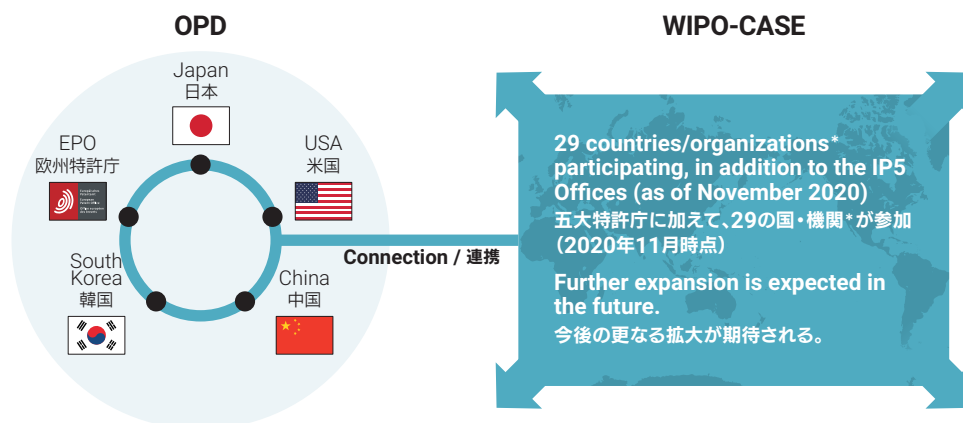 OPD
WIPO-CASE
Japan
日本
EPO
欧州特許庁
USA
米国
South
Korea
韓国
China
中国
Connection / 連携
29 countries/organizations*
participating, in addition to the IP5
Offices (as of November 2020)
五大特許庁に加えて、29の国・機関*が参加
（2020年11月時点）
Further expansion is expected in
the future.
今後の更なる拡大が期待される。